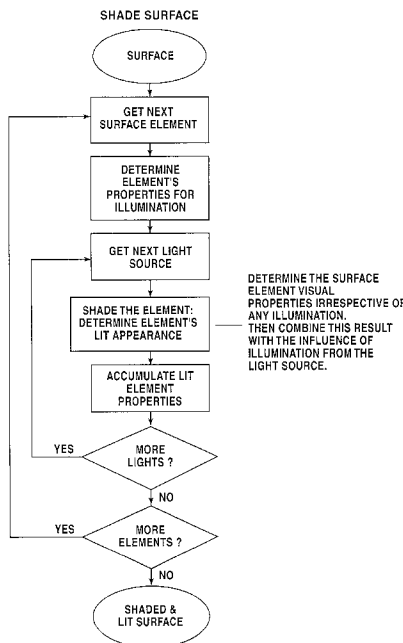 SHADE SURFACE
SURFACE
GET NEXT
SURFACE ELEMENT
DETERMINE
ELEMENT'S
PROPERTIES FOR
ILLUMINATION
GET NEXT LIGHT
SOURCE
SHADE THE ELEMENT:
DETERMINE ELEMENT'S
LIT APPEARANCE
DETERMINE THE SURFACE
ELEMENT VISUAL
PROPERTIES IRRESPECTIVE OF
ANY ILLUMINATION.
THEN COMBINE THIS RESULT
WITH THE INFLUENCE OF
ILLUMINATION FROM THE
LIGHT SOURCE.
ACCUMULATE LIT
ELEMENT
PROPERTIES
YES
MORE
LIGHTS ?
NO
YES
MORE
ELEMENTS ?
NO
SHADED &
LIT SURFACE